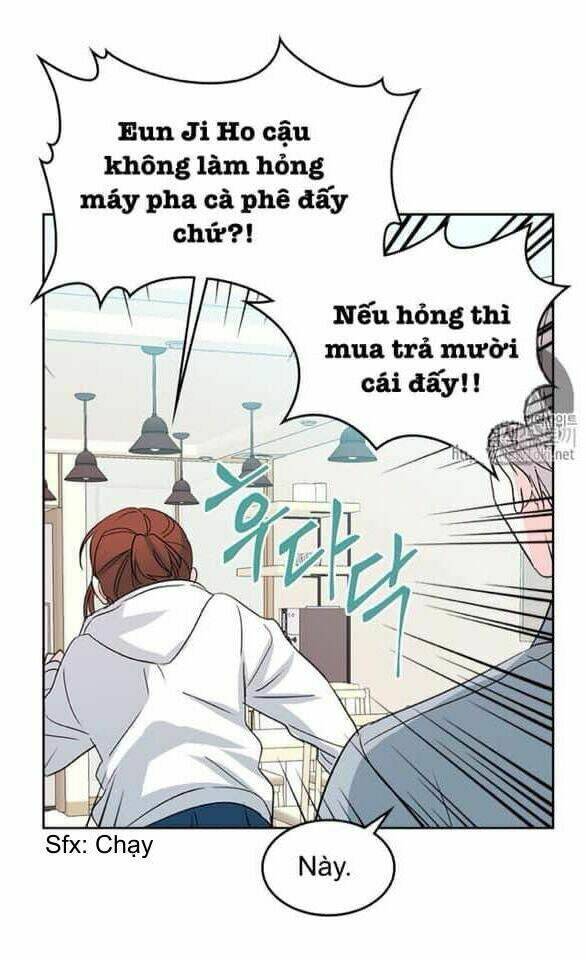 Eun Ji Ho cậu
không làm hỏng
máy pha cà phê đấy
chứ?!
Nếu hỏng thì
mua trả mười
cái đấy!!
후다닥
Sfx: Chạy
Này.